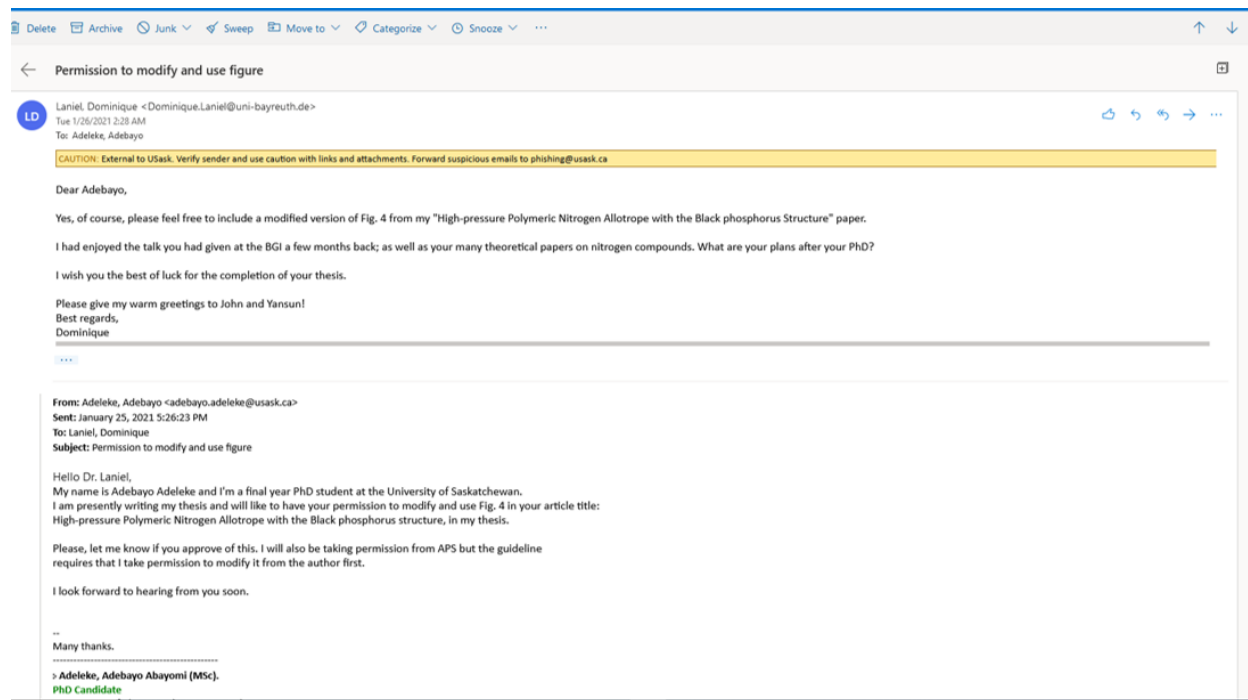 Delete Archive Junk Sweep Move to Categorize Snooze ...
Permission to modify and use figure
LD
Laniel, Dominique <Dominique.Laniel@uni-bayreuth.de>
Tue 1/26/2021 2:28 AM
To: Adeleke, Adebayo
CAUTION: External to USask. Verify sender and use caution with links and attachments. Forward suspicious emails to phishing@usask.ca
Dear Adebayo,
Yes, of course, please feel free to include a modified version of Fig. 4 from my "High-pressure Polymeric Nitrogen Allotrope with the Black phosphorus Structure" paper.
I had enjoyed the talk you had given at the BGI a few months back; as well as your many theoretical papers on nitrogen compounds. What are your plans after your PhD?
I wish you the best of luck for the completion of your thesis.
Please give my warm greetings to John and Yansun!
Best regards,
Dominique
...
From: Adeleke, Adebayo <adebayo.adeleke@usask.ca>
Sent: January 25, 2021 5:26:23 PM
To: Laniel, Dominique
Subject: Permission to modify and use figure
Hello Dr. Laniel,
My name is Adebayo Adeleke and I'm a final year PhD student at the University of Saskatchewan.
I am presently writing my thesis and will like to have your permission to modify and use Fig. 4 in your article title:
High-pressure Polymeric Nitrogen Allotrope with the Black phosphorus structure, in my thesis.
Please, let me know if you approve of this. I will also be taking permission from APS but the guideline
requires that I take permission to modify it from the author first.
I look forward to hearing from you soon.
--
Many thanks.
------------------------------------------------
> Adeleke, Adebayo Abayomi (MSc).
PhD Candidate